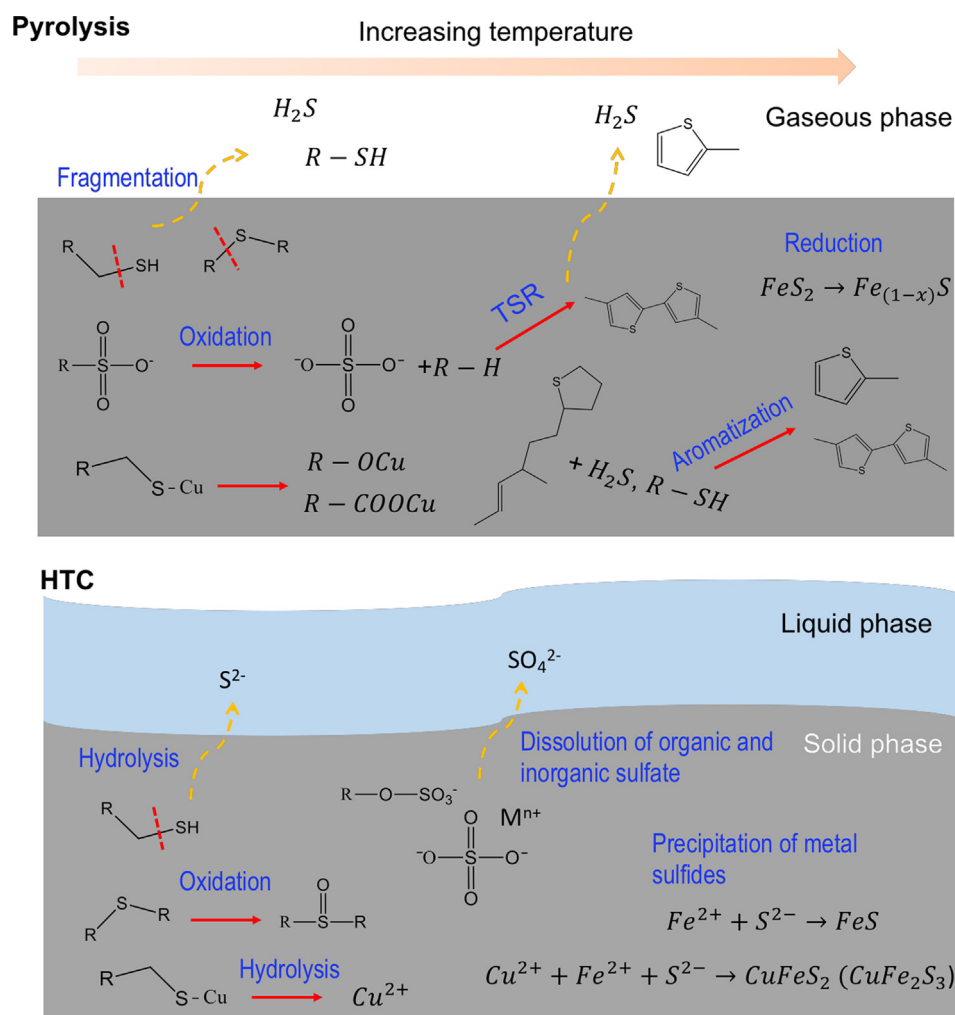 Pyrolysis
Increasing temperature
H₂S
R − SH
H₂S
S
Gaseous phase
Fragmentation
R
SH
S
R
R
Reduction
FeS₂ → Fe₍₁₋ₓ₎S
TSR
S
S
Oxidation
O
R—S—O⁻
O
O
⁻O—S—O⁻
O
+R − H
S
S
Aromatization
S
S
R
S-Cu
R − OCu
R − COOCu
+ H₂S, R − SH
HTC
Liquid phase
S²⁻
SO₄²⁻
Solid phase
Hydrolysis
Dissolution of organic and
inorganic sulfate
R—O—SO₃⁻
R
SH
O
⁻O—S—O⁻
O
Mⁿ⁺
Precipitation of metal
sulfides
Oxidation
S
R
R
O
R—S—R
Fe²⁺ + S²⁻ → FeS
R
S-Cu
Hydrolysis
Cu²⁺
Cu²⁺ + Fe²⁺ + S²⁻ → CuFeS₂ (CuFe₂S₃)